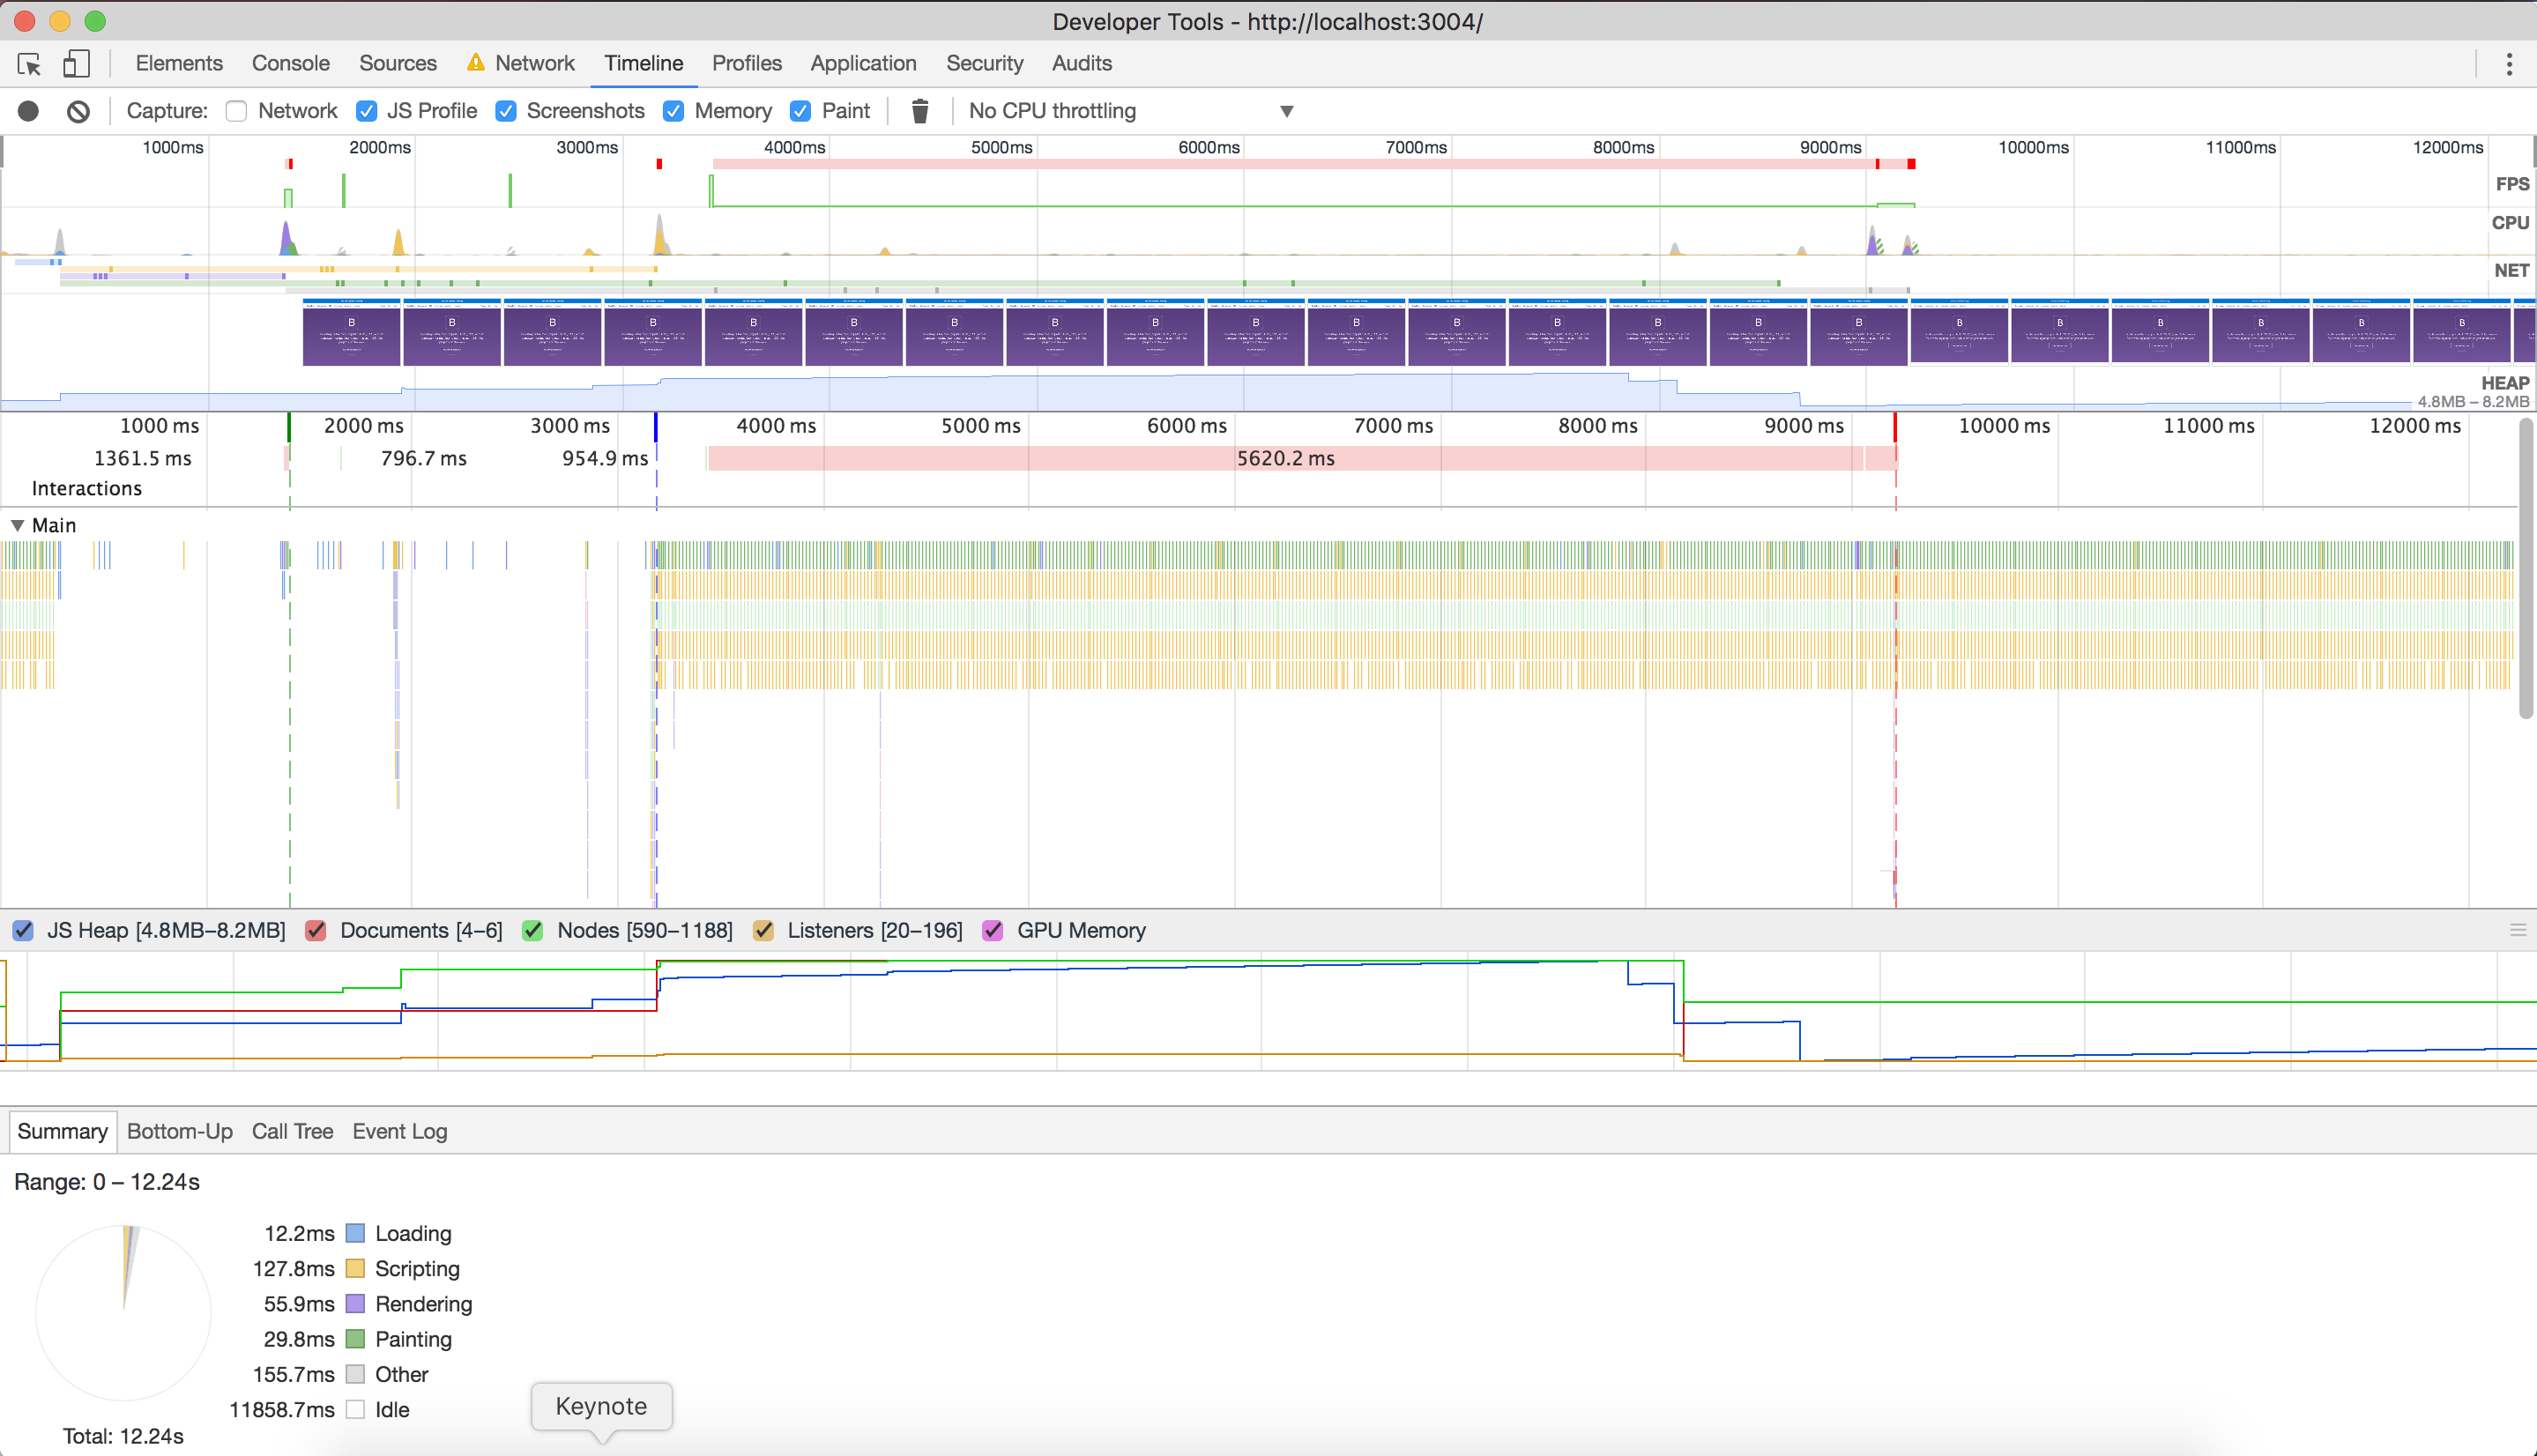 Developer Tools - http://localhost:3004/
Elements Console Sources Network Timeline Profiles Application Security Audits
Capture: Network JS Profile Screenshots Memory Paint No CPU throttling
1000ms 2000ms 3000ms 4000ms 5000ms 6000ms 7000ms 8000ms 9000ms 10000ms 11000ms 12000ms
FPS
CPU
NET
B B B B B B B B B B B B B B B B B B B B B B
HEAP
4.8MB – 8.2MB
1000 ms 2000 ms 3000 ms 4000 ms 5000 ms 6000 ms 7000 ms 8000 ms 9000 ms 10000 ms 11000 ms 12000 ms
1361.5 ms 796.7 ms 954.9 ms 5620.2 ms
Interactions
Main
JS Heap [4.8MB–8.2MB] Documents [4–6] Nodes [590–1188] Listeners [20–196] GPU Memory
Summary Bottom-Up Call Tree Event Log
Range: 0 – 12.24s
12.2ms Loading
127.8ms Scripting
55.9ms Rendering
29.8ms Painting
155.7ms Other
11858.7ms Idle
Total: 12.24s
Keynote